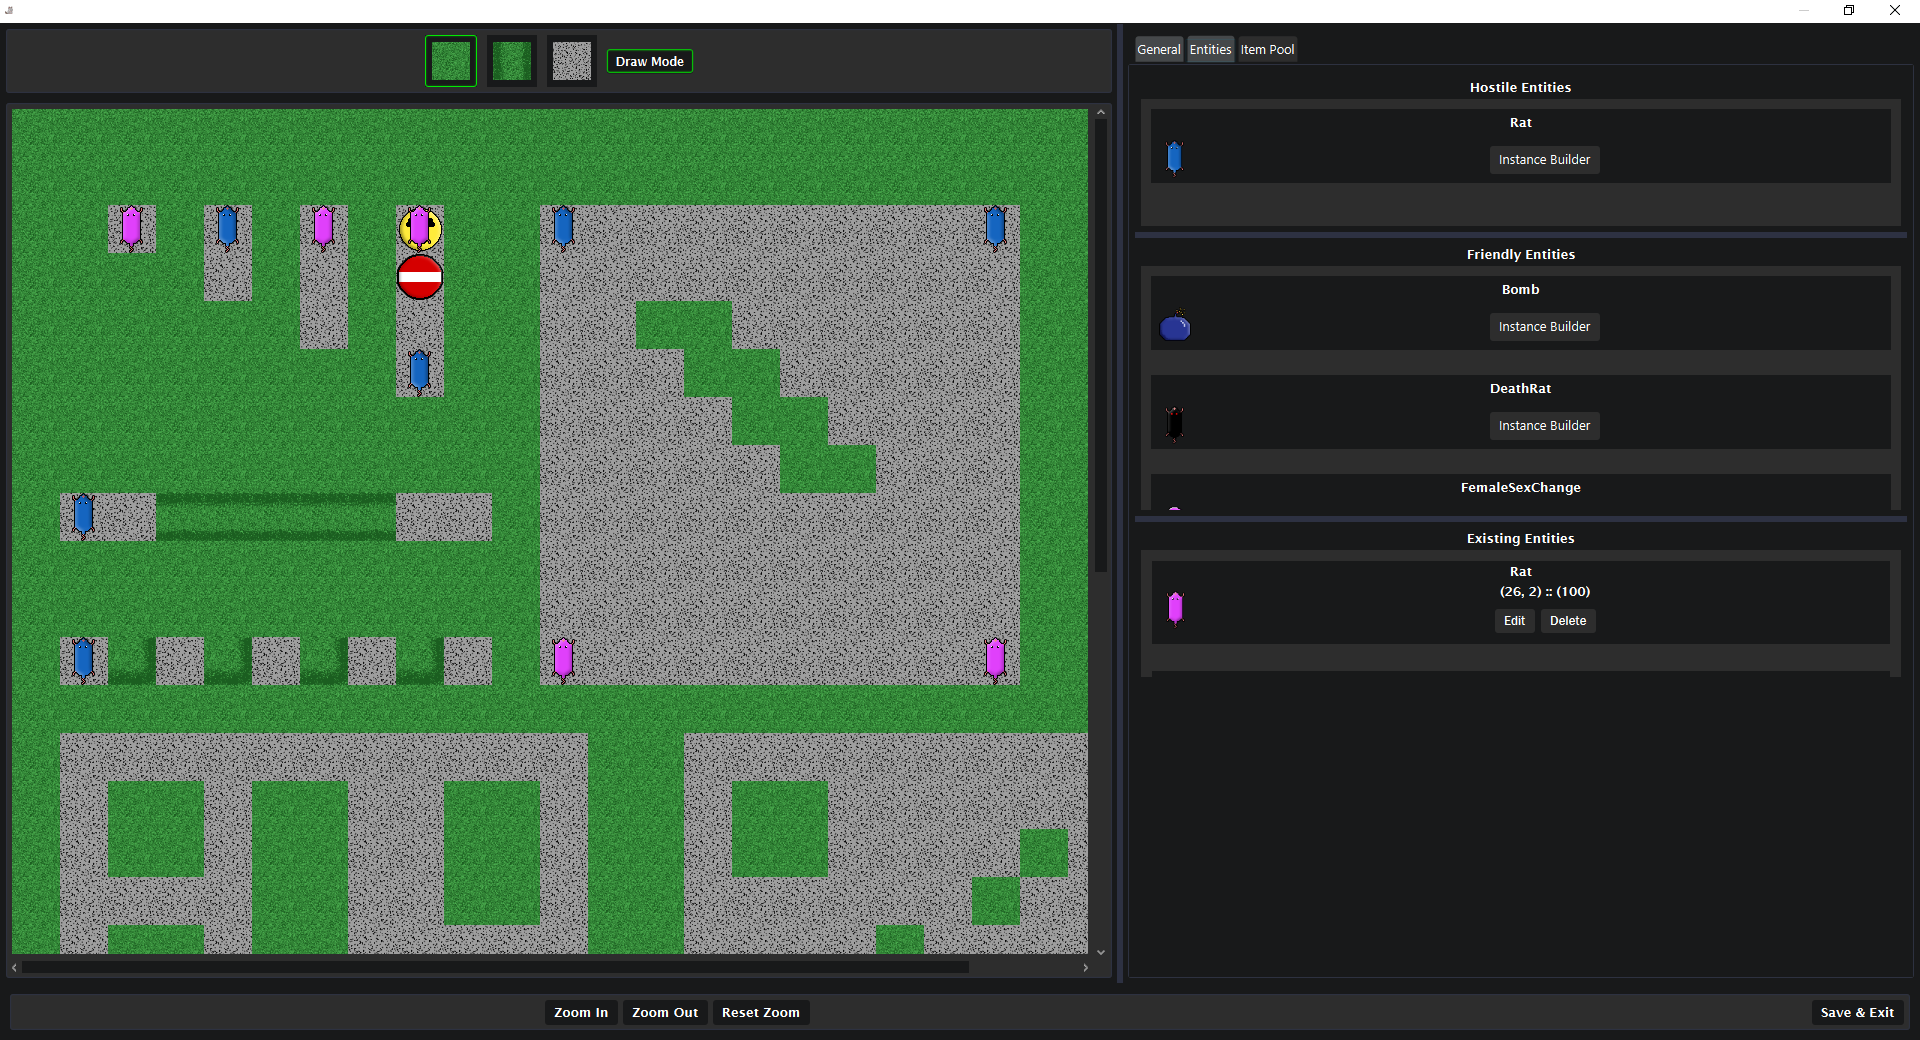 Draw Mode
General Entities Item Pool
Hostile Entities
Rat
Instance Builder
Friendly Entities
Bomb
Instance Builder
DeathRat
Instance Builder
FemaleSexChange
Existing Entities
Rat
(26, 2) :: (100)
Edit Delete
Zoom In Zoom Out Reset Zoom
Save & Exit